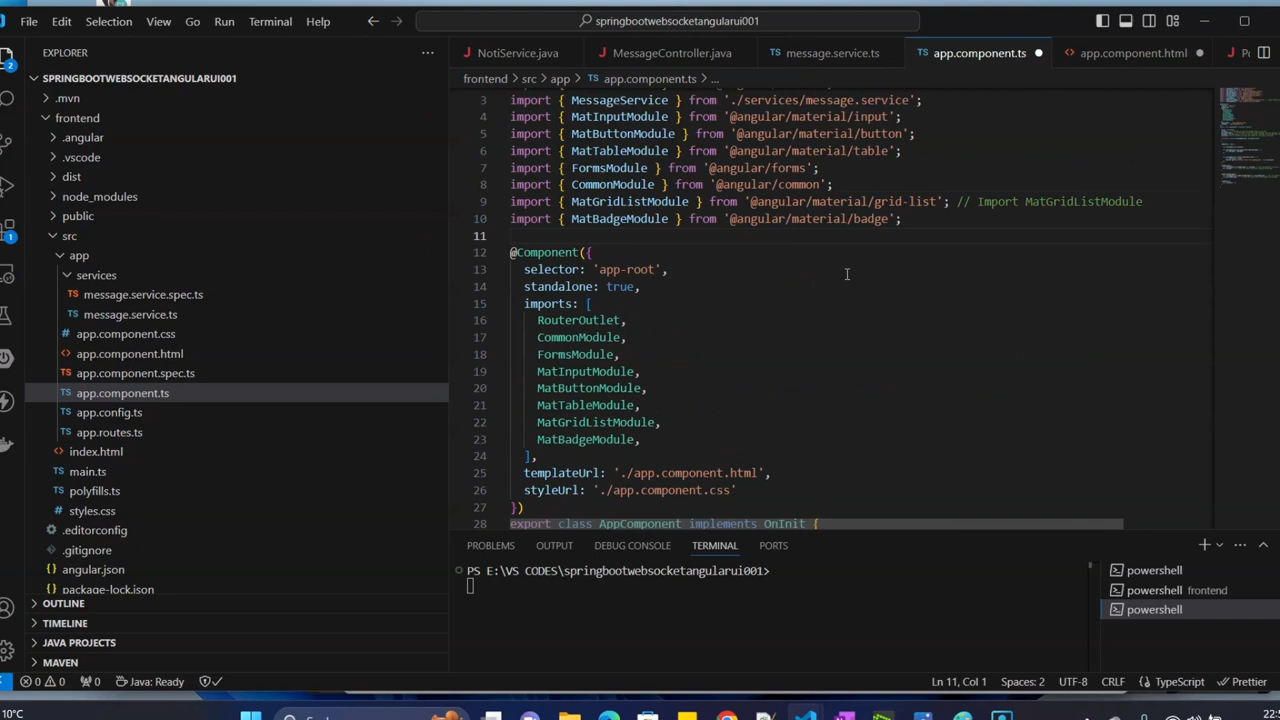 File Edit Selection View Go Run Terminal Help
springbootwebsocketangularui001
EXPLORER
SPRINGBOOTWEBSOCKETANGULARUI001
.mvn
frontend
.angular
.vscode
dist
node_modules
public
src
app
services
message.service.spec.ts
message.service.ts
app.component.css
app.component.html
app.component.spec.ts
app.component.ts
app.config.ts
app.routes.ts
index.html
main.ts
polyfills.ts
styles.css
.editorconfig
.gitignore
angular.json
package-lock.json
OUTLINE
TIMELINE
JAVA PROJECTS
MAVEN
NotiService.java MessageController.java message.service.ts app.component.ts app.component.html
frontend > src > app > TS app.component.ts > ...
3 import { MessageService } from './services/message.service';
4 import { MatInputModule } from '@angular/material/input';
5 import { MatButtonModule } from '@angular/material/button';
6 import { MatTableModule } from '@angular/material/table';
7 import { FormsModule } from '@angular/forms';
8 import { CommonModule } from '@angular/common';
9 import { MatGridListModule } from '@angular/material/grid-list'; // Import MatGridListModule
10 import { MatBadgeModule } from '@angular/material/badge';
11
12 @Component({
13 selector: 'app-root',
14 standalone: true,
15 imports: [
16 RouterOutlet,
17 CommonModule,
18 FormsModule,
19 MatInputModule,
20 MatButtonModule,
21 MatTableModule,
22 MatGridListModule,
23 MatBadgeModule,
24 ],
25 templateUrl: './app.component.html',
26 styleUrl: './app.component.css'
27 })
28 export class AppComponent implements OnInit {
PROBLEMS OUTPUT DEBUG CONSOLE TERMINAL PORTS
PS E:\VS CODES\springbootwebsocketangularui001>
powershell
powershell frontend
powershell
0 0 0 Java: Ready Ln 11, Col 1 Spaces: 2 UTF-8 CRLF TypeScript Prettier
10°C